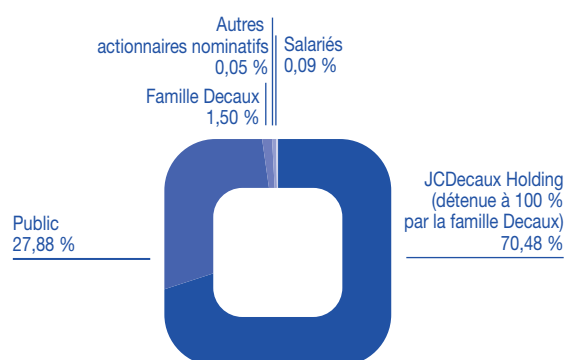 Autres
actionnaires nominatifs
0,05 %
Salariés
0,09 %
Famille Decaux
1,50 %
JCDecaux Holding
(détenue à 100 %
par la famille Decaux)
70,48 %
Public
27,88 %